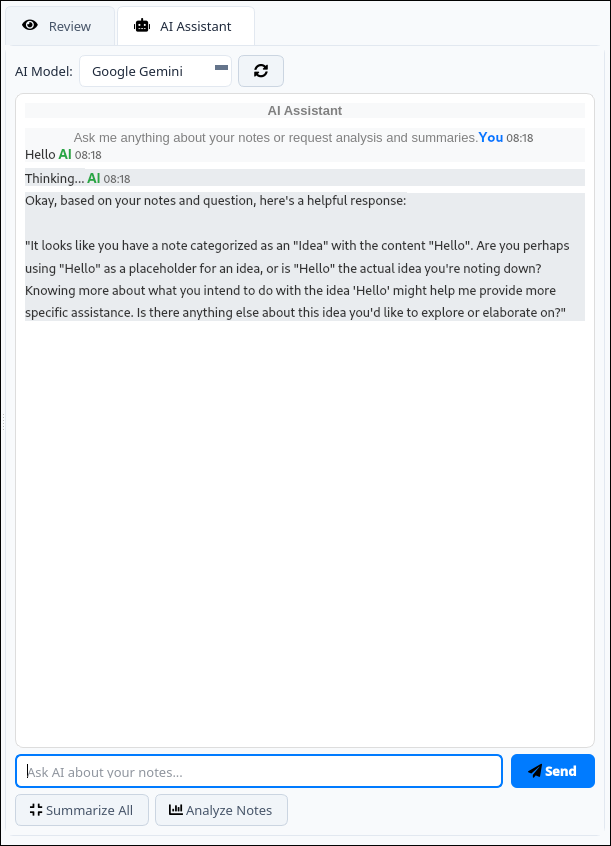 Review
AI Assistant
AI Model: Google Gemini
AI Assistant
Ask me anything about your notes or request analysis and summaries.You 08:18
Hello AI 08:18
Thinking... AI 08:18
Okay, based on your notes and question, here's a helpful response:
"It looks like you have a note categorized as an "Idea" with the content "Hello". Are you perhaps
using "Hello" as a placeholder for an idea, or is "Hello" the actual idea you're noting down?
Knowing more about what you intend to do with the idea 'Hello' might help me provide more
specific assistance. Is there anything else about this idea you'd like to explore or elaborate on?"
Ask AI about your notes...
Send
Summarize All
Analyze Notes